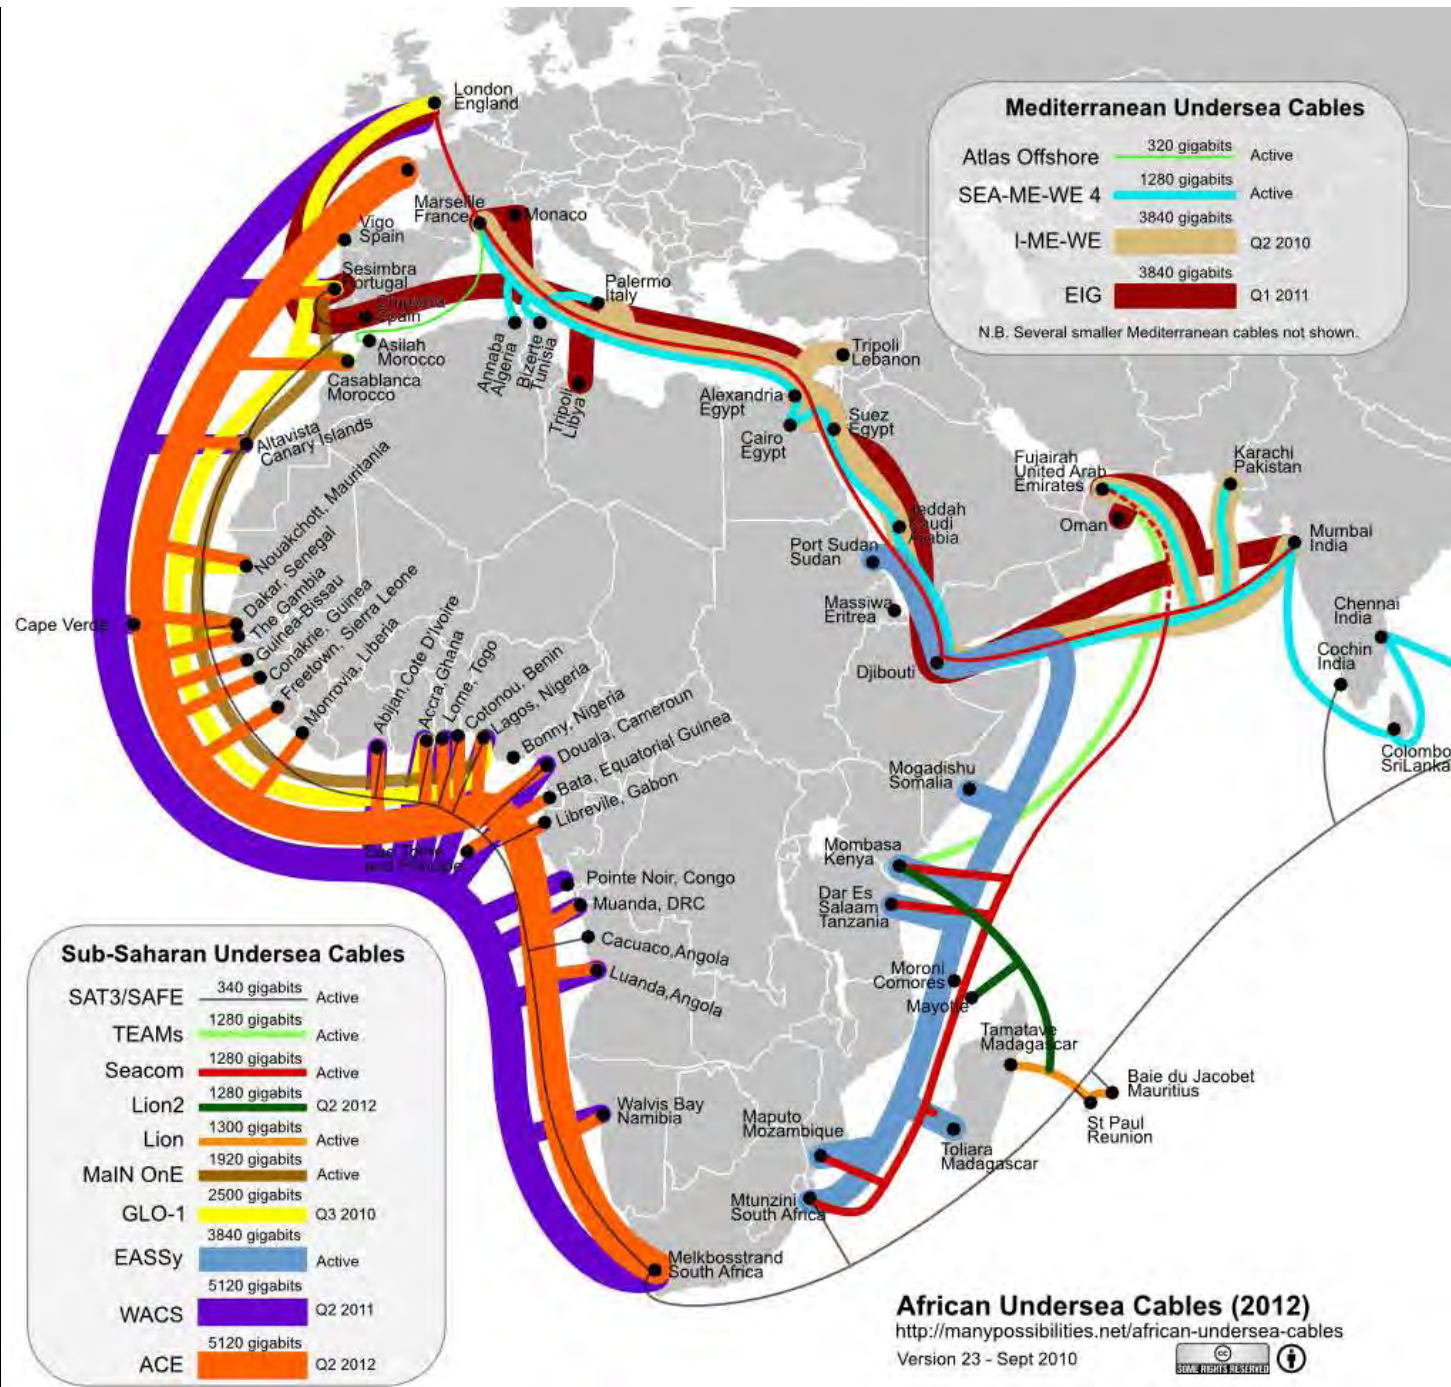 London
England
Marseille
France
Monaco
Vigo
Spain
Sesimbra
Portugal
Spain
Asilah
Morocco
Casablanca
Morocco
Palermo
Italy
Annaba
Algeria
Bizerte
Tunisia
Tripoli
Libya
Tripoli
Lebanon
Alexandria
Egypt
Cairo
Egypt
Suez
Egypt
Altavista
Canary Islands
Nouakchott, Mauritania
Dakar, Senegal
The Gambia
Guinea-Bissau
Conakrie, Guinea
Freetown, Sierra Leone
Monrovia, Liberia
Cape Verde
Abijan,Cote D'Ivoire
Accra,Ghana
Lome, Togo
Cotonou, Benin
Lagos, Nigeria
Bonny, Nigeria
Douala, Cameroun
Bata, Equatorial Guinea
Libreville, Gabon
Sao Tome
and Principe
Pointe Noir, Congo
Muanda, DRC
Cacuaco,Angola
Luanda,Angola
Walvis Bay
Namibia
Melkbosstrand
South Africa
Jeddah
Saudi
Arabia
Port Sudan
Sudan
Massiwa
Eritrea
Djibouti
Fujairah
United Arab
Emirates
Oman
Karachi
Pakistan
Mumbai
India
Chennai
India
Cochin
India
Colombo
SriLanka
Mogadishu
Somalia
Mombasa
Kenya
Dar Es
Salaam
Tanzania
Moroni
Comores
Mayotte
Tamatave
Madagascar
Baie du Jacobet
Mauritius
St Paul
Reunion
Toliara
Madagascar
Maputo
Mozambique
Mtunzini
South Africa
Mediterranean Undersea Cables
Atlas Offshore 320 gigabits Active
SEA-ME-WE 4 1280 gigabits Active
I-ME-WE 3840 gigabits Q2 2010
EIG 3840 gigabits Q1 2011
N.B. Several smaller Mediterranean cables not shown.
Sub-Saharan Undersea Cables
SAT3/SAFE 340 gigabits Active
TEAMs 1280 gigabits Active
Seacom 1280 gigabits Active
Lion2 1280 gigabits Q2 2012
Lion 1300 gigabits Active
MaIN OnE 1920 gigabits Active
GLO-1 2500 gigabits Q3 2010
EASSy 3840 gigabits Active
WACS 5120 gigabits Q2 2011
ACE 5120 gigabits Q2 2012
African Undersea Cables (2012)
http://manypossibilities.net/african-undersea-cables
Version 23 - Sept 2010
cc
SOME RIGHTS RESERVED